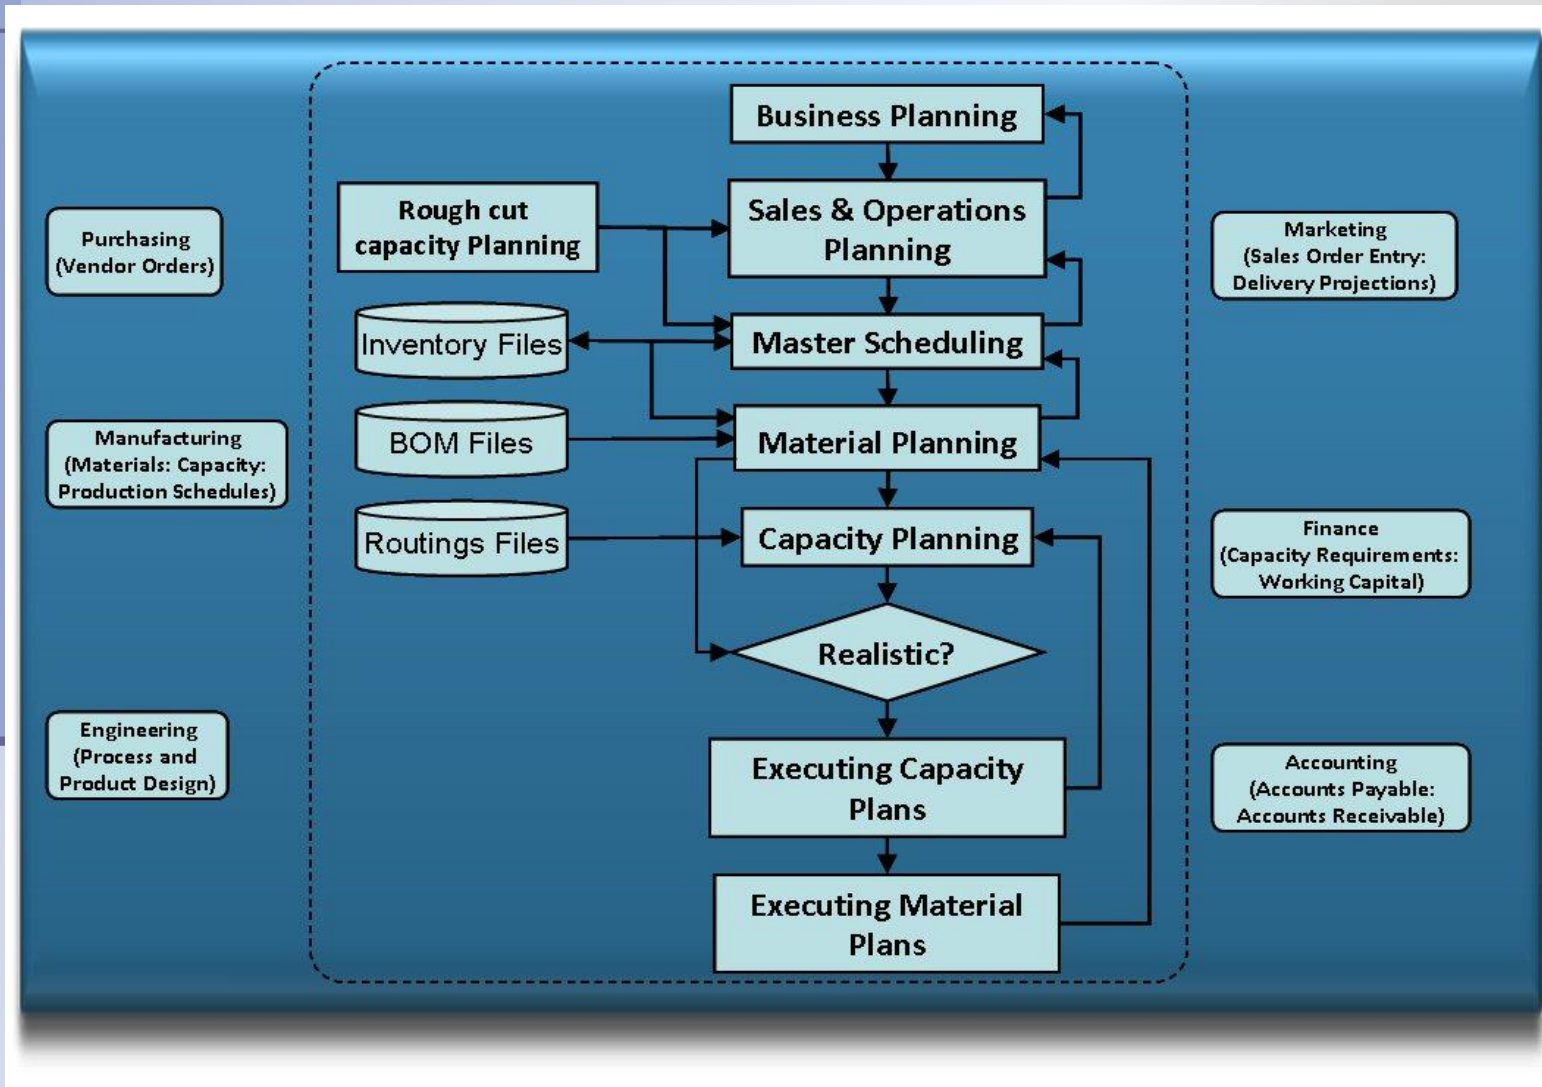 Business Planning
Rough cut
capacity Planning
Sales & Operations
Planning
Purchasing
(Vendor Orders)
Marketing
(Sales Order Entry:
Delivery Projections)
Inventory Files
Master Scheduling
BOM Files
Material Planning
Manufacturing
(Materials: Capacity:
Production Schedules)
Routings Files
Capacity Planning
Finance
(Capacity Requirements:
Working Capital)
Realistic?
Engineering
(Process and
Product Design)
Executing Capacity
Plans
Accounting
(Accounts Payable:
Accounts Receivable)
Executing Material
Plans